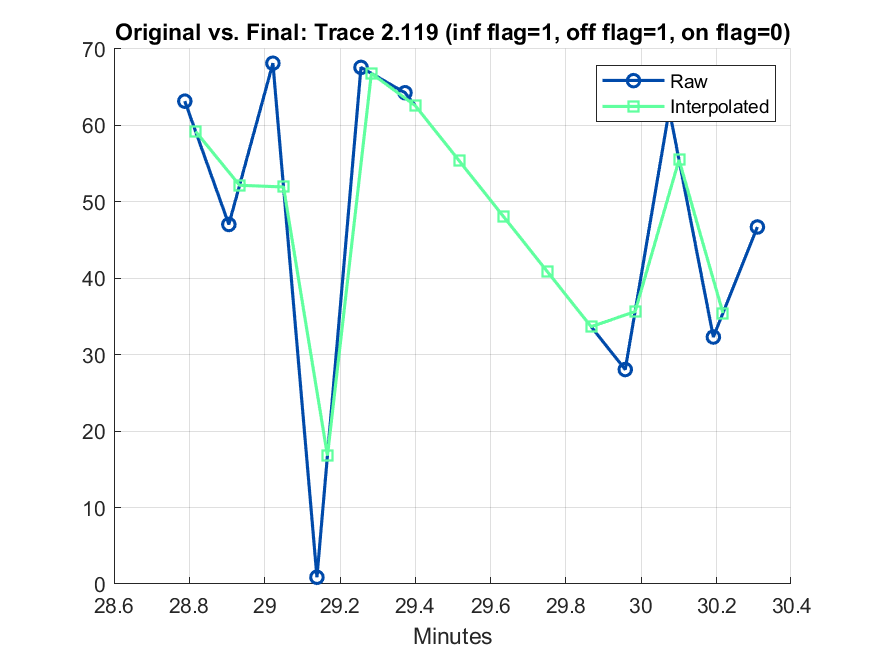 Original vs. Final: Trace 2.119 (inf flag=1, off flag=1, on flag=0)
70
60
50
40
30
20
10
0
Raw
Interpolated
28.6 28.8 29 29.2 29.4 29.6 29.8 30 30.2 30.4
Minutes